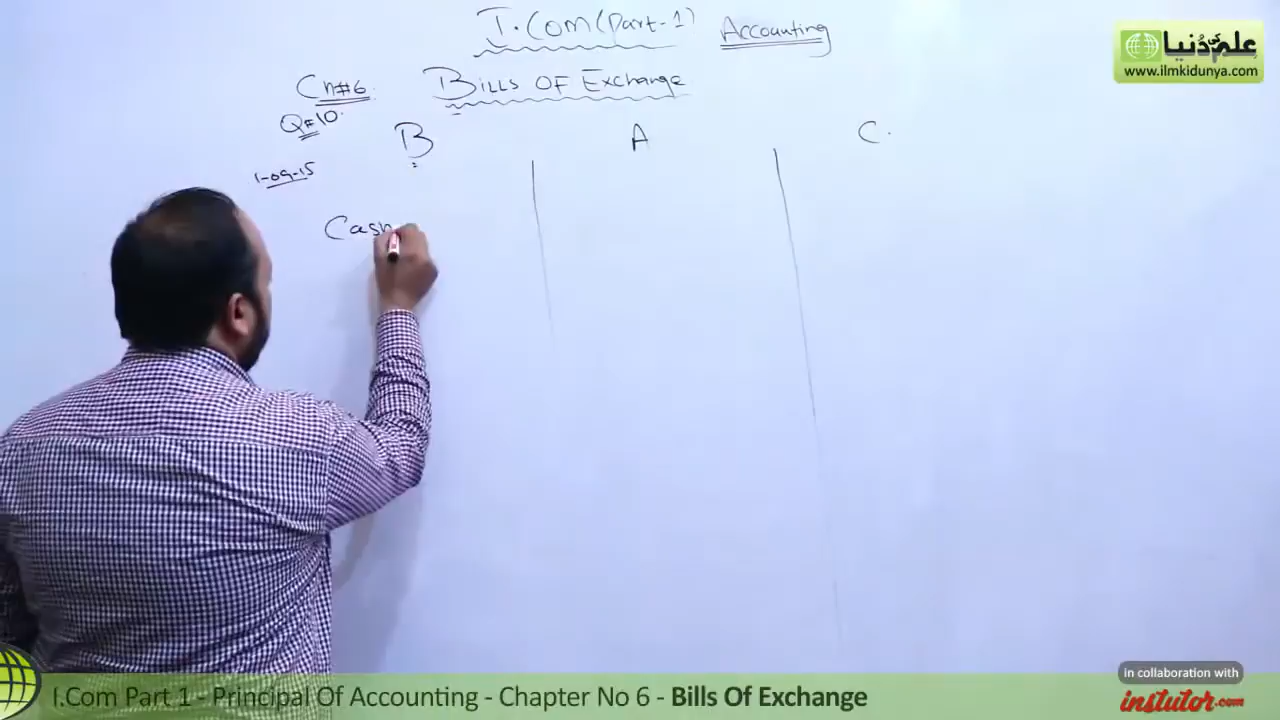 I.Com (Part-1) Accounting
علم کی دُنیا
www.ilmkidunya.com
Ch#6 Bills Of Exchange
Q#10.
B A C.
1-09-15
Cash
In collaboration with
instutor.com
I.Com Part 1 - Principal Of Accounting - Chapter No 6 - Bills Of Exchange